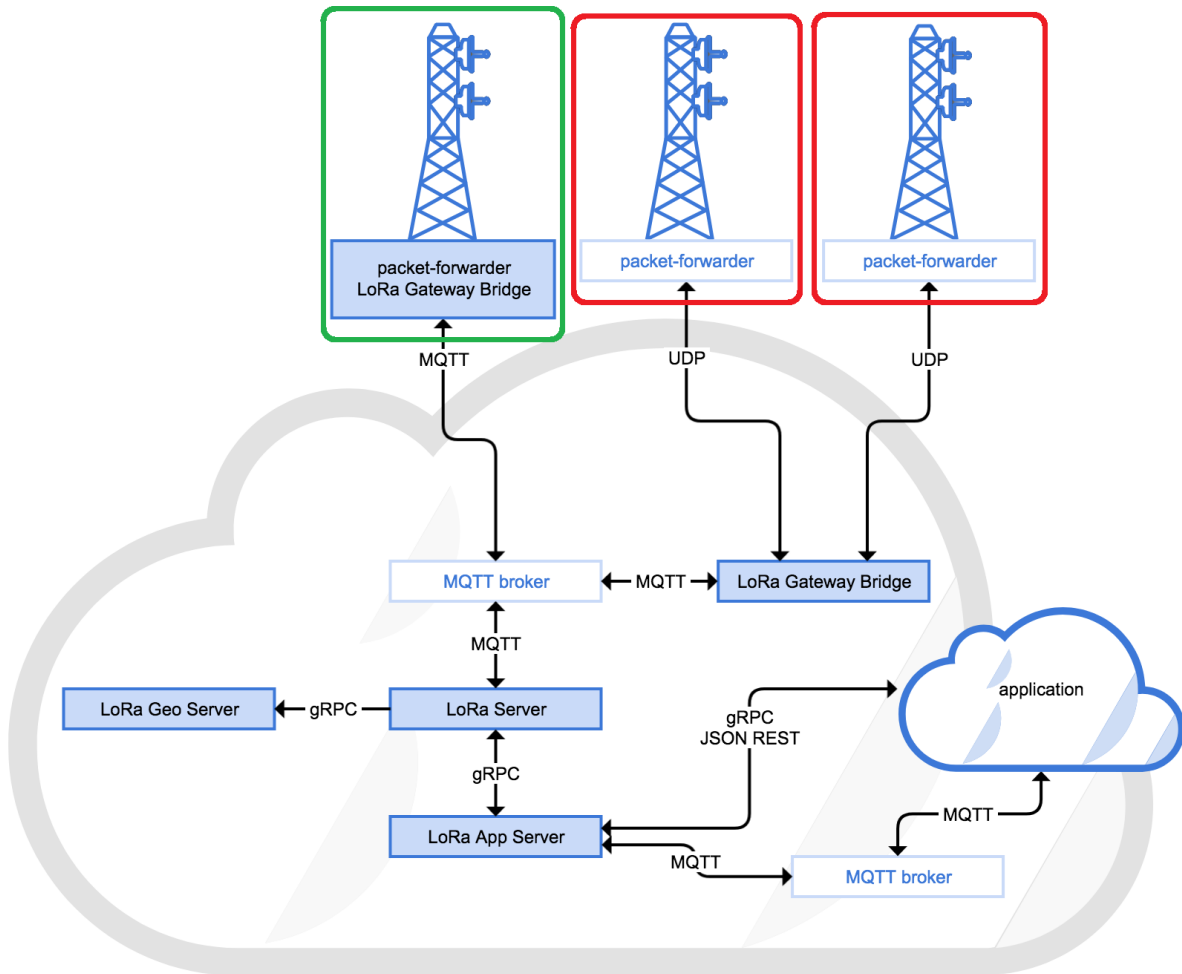 packet-forwarder
LoRa Gateway Bridge
packet-forwarder
packet-forwarder
MQTT
UDP
UDP
MQTT broker
MQTT
LoRa Gateway Bridge
MQTT
LoRa Geo Server
gRPC
LoRa Server
gRPC
JSON REST
application
gRPC
LoRa App Server
MQTT
MQTT
MQTT broker